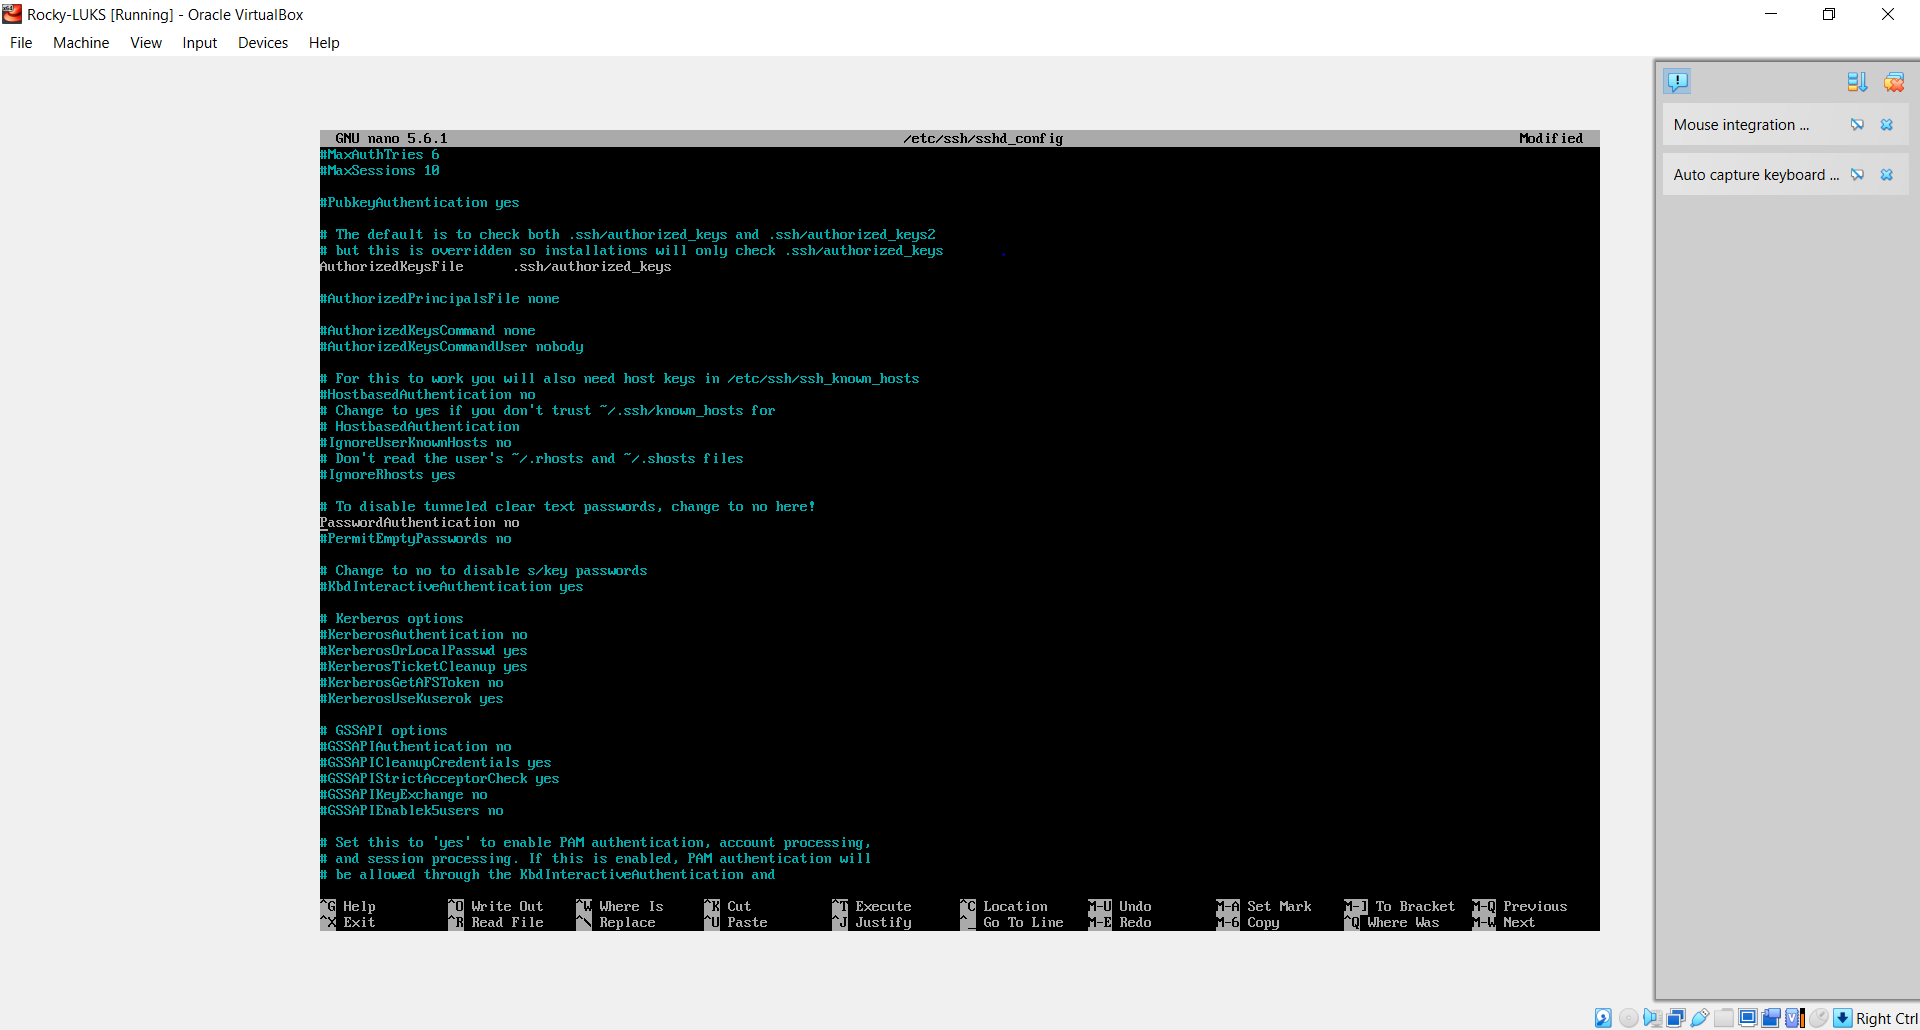 Rocky-LUKS [Running] - Oracle VirtualBox
File Machine View Input Devices Help
GNU nano 5.6.1 /etc/ssh/sshd_config Modified
#MaxAuthTries 6
#MaxSessions 10
#PubkeyAuthentication yes
# The default is to check both .ssh/authorized_keys and .ssh/authorized_keys2
# but this is overridden so installations will only check .ssh/authorized_keys
AuthorizedKeysFile .ssh/authorized_keys
#AuthorizedPrincipalsFile none
#AuthorizedKeysCommand none
#AuthorizedKeysCommandUser nobody
# For this to work you will also need host keys in /etc/ssh/ssh_known_hosts
#HostbasedAuthentication no
# Change to yes if you don't trust ~/.ssh/known_hosts for
# HostbasedAuthentication
#IgnoreUserKnownHosts no
# Don't read the user's ~/.rhosts and ~/.shosts files
#IgnoreRhosts yes
# To disable tunneled clear text passwords, change to no here!
PasswordAuthentication no
#PermitEmptyPasswords no
# Change to no to disable s/key passwords
#KbdInteractiveAuthentication yes
# Kerberos options
#KerberosAuthentication no
#KerberosOrLocalPasswd yes
#KerberosTicketCleanup yes
#KerberosGetAFSToken no
#KerberosUseKuserok yes
# GSSAPI options
#GSSAPIAuthentication no
#GSSAPICleanupCredentials yes
#GSSAPIStrictAcceptorCheck yes
#GSSAPIKeyExchange no
#GSSAPIEnablek5users no
# Set this to 'yes' to enable PAM authentication, account processing,
# and session processing. If this is enabled, PAM authentication will
# be allowed through the KbdInteractiveAuthentication and
^G Help ^O Write Out ^W Where Is ^K Cut ^T Execute ^C Location M-U Undo M-A Set Mark M-] To Bracket M-Q Previous
^X Exit ^R Read File ^\ Replace ^U Paste ^J Justify ^_ Go To Line M-E Redo M-6 Copy ^Q Where Was M-W Next
Mouse integration ...
Auto capture keyboard ...
Right Ctrl